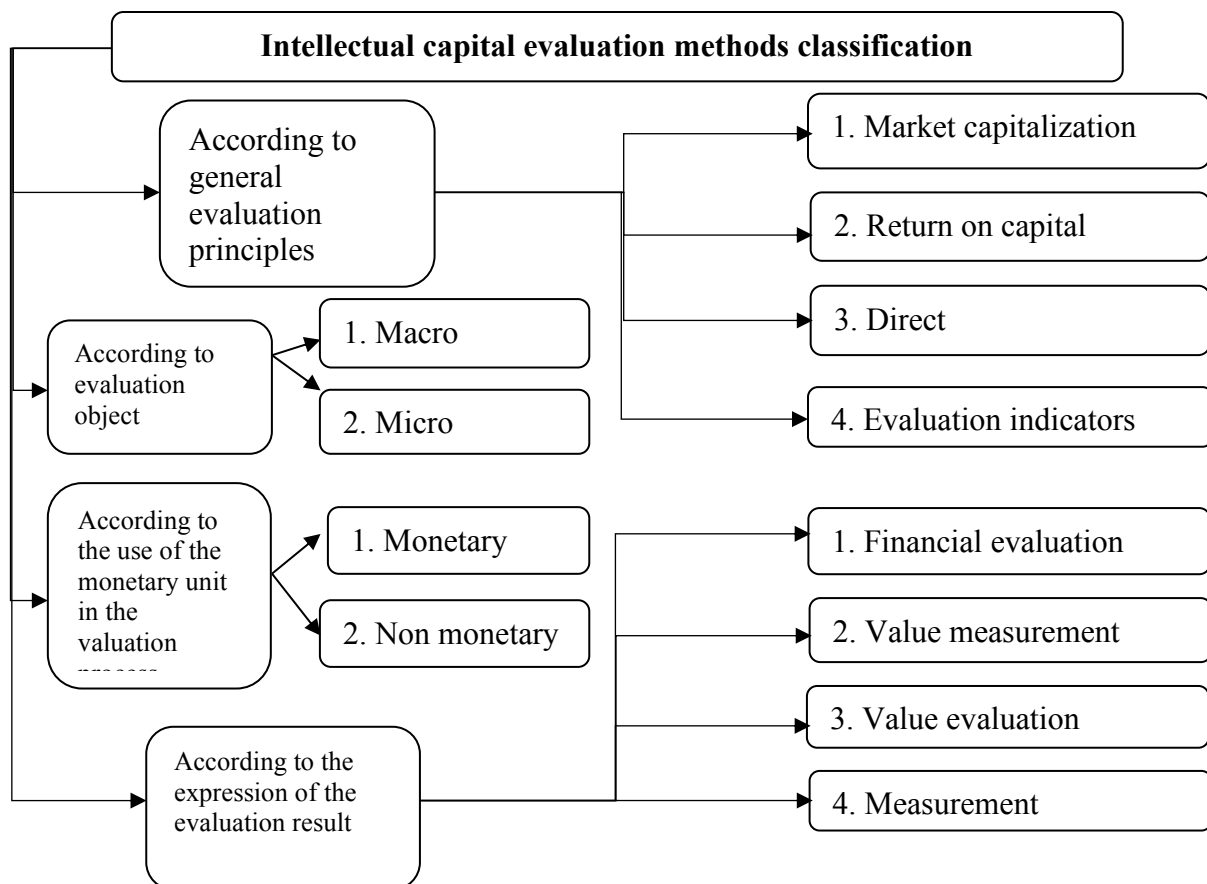 Intellectual capital evaluation methods classification
According to
general
evaluation
principles
1. Market capitalization
2. Return on capital
3. Direct
4. Evaluation indicators
According to
evaluation
object
1. Macro
2. Micro
According to
the use of the
monetary unit
in the
valuation
1. Monetary
2. Non monetary
According to the
expression of the
evaluation result
1. Financial evaluation
2. Value measurement
3. Value evaluation
4. Measurement